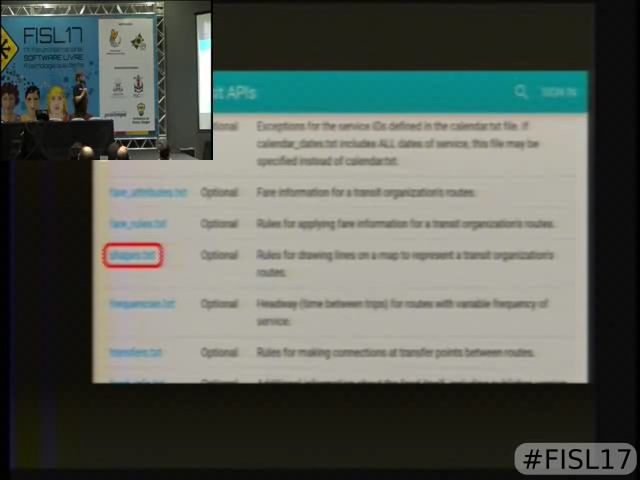 FISL17
SOFTWARE LIVRE
st APIs
SIGN IN
tional
Exceptions for the service IDs defined in the calendar.txt file. If
calendar_dates.txt includes ALL dates of service, this file may be
specified instead of calendar.txt.
fare_attributes.txt Optional Fare information for a transit organization's routes.
fare_rules.txt Optional Rules for applying fare information for a transit organization's routes.
shapes.txt Optional Rules for drawing lines on a map to represent a transit organization's
routes.
frequencies.txt Optional Headway (time between trips) for routes with variable frequency of
service.
transfers.txt Optional Rules for making connections at transfer points between routes.
#FISL17